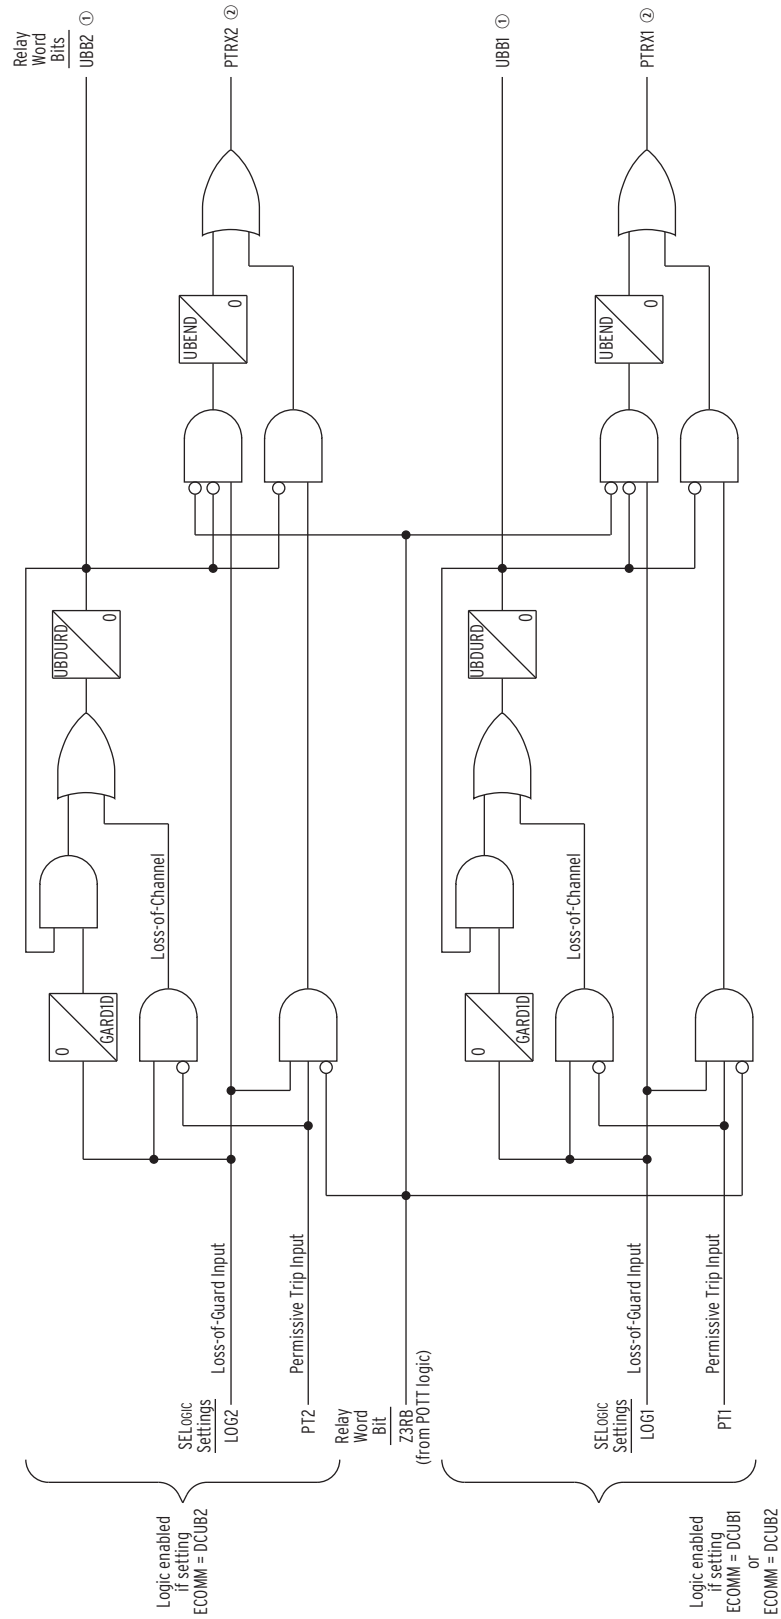 Relay
Word
Bits
UBB2 ①
PTRX2 ②
UBB1 ①
PTRX1 ②
UBEND
0
UBDURD
0
Loss-of-Channel
0
GARD1D
UBEND
0
UBDURD
0
Loss-of-Channel
0
GARD1D
Loss-of-Guard Input
Permissive Trip Input
Loss-of-Guard Input
Permissive Trip Input
SELOGIC
Settings
LOG2
PT2
Relay
Word
Bit
Z3RB
(from POTT logic)
SELOGIC
Settings
LOG1
PT1
Logic enabled
if setting
ECOMM = DCUB2
Logic enabled
if setting
ECOMM = DCUB1
or
ECOMM = DCUB2